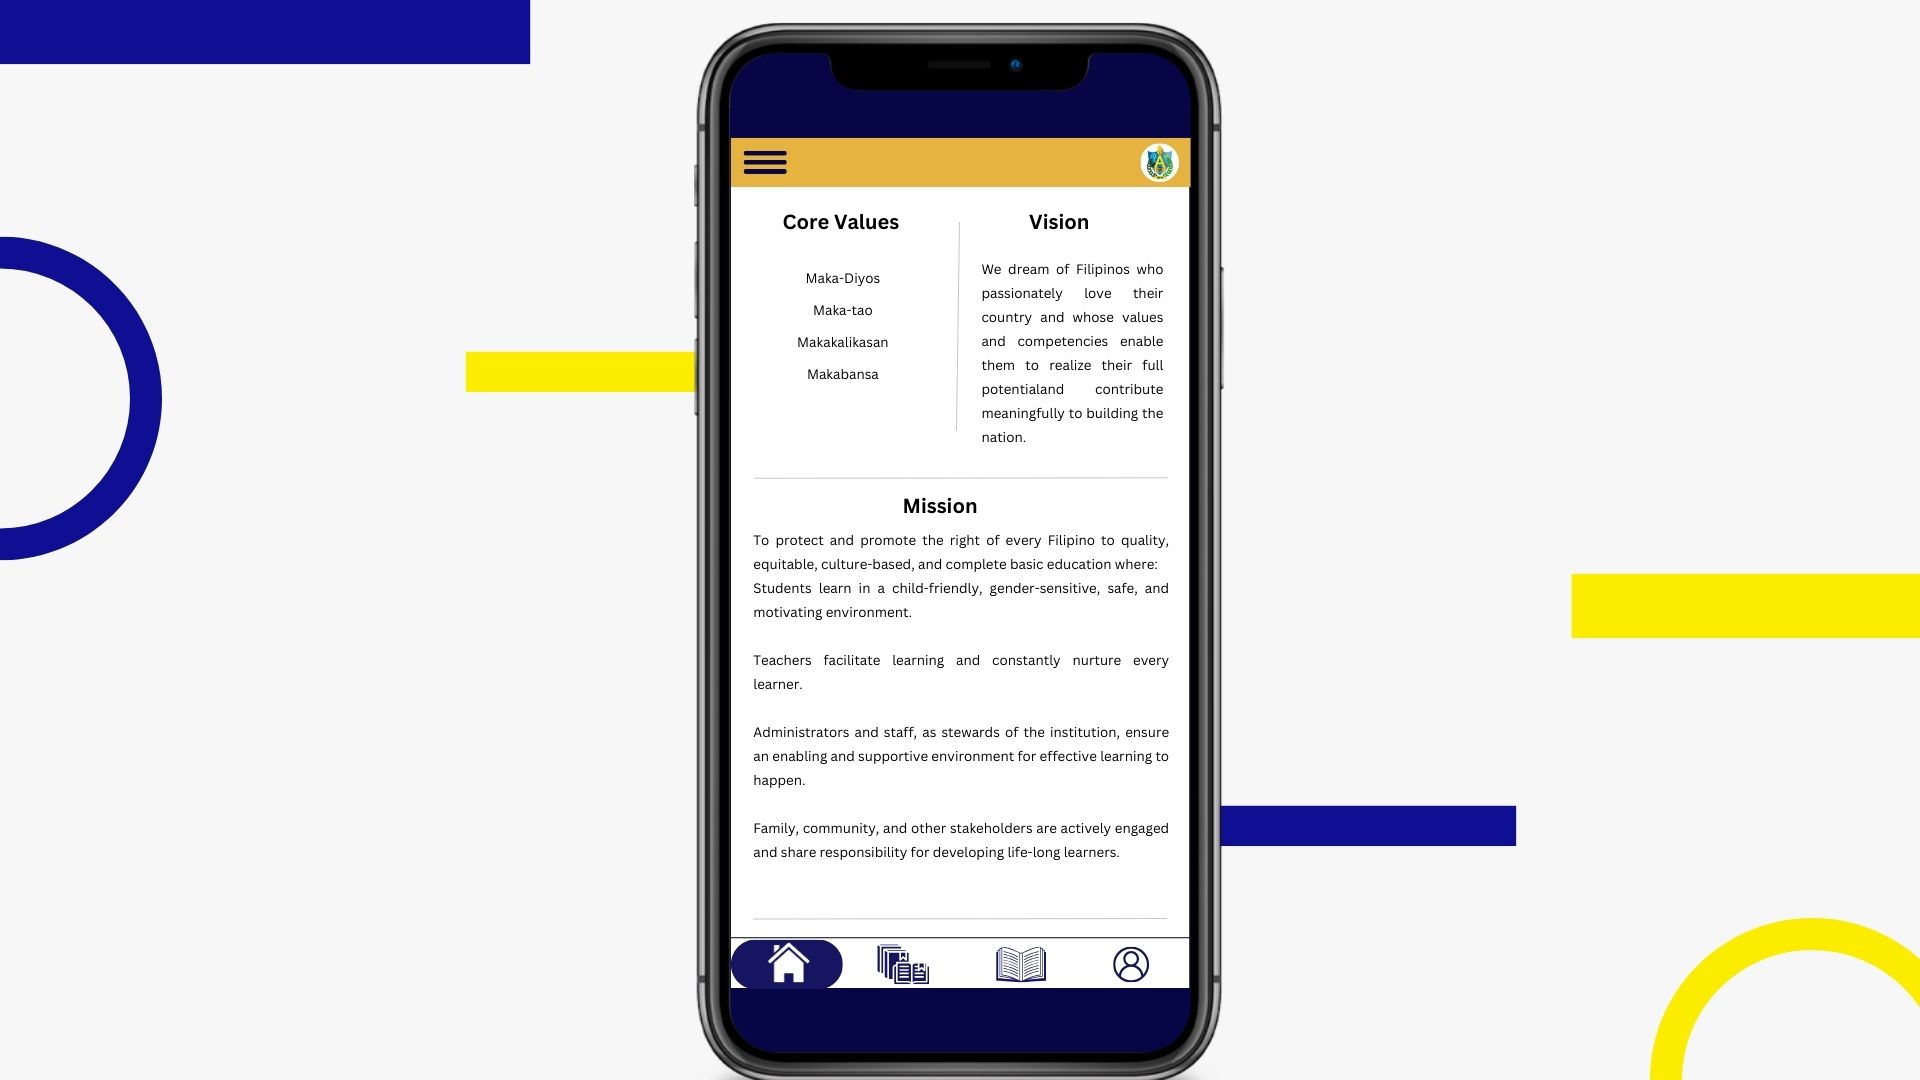 Core Values
Maka-Diyos
Maka-tao
Makakalikasan
Makabansa
Vision
We dream of Filipinos who
passionately love their
country and whose values
and competencies enable
them to realize their full
potentialand contribute
meaningfully to building the
nation.
Mission
To protect and promote the right of every Filipino to quality,
equitable, culture-based, and complete basic education where:
Students learn in a child-friendly, gender-sensitive, safe, and
motivating environment.
Teachers facilitate learning and constantly nurture every
learner.
Administrators and staff, as stewards of the institution, ensure
an enabling and supportive environment for effective learning to
happen.
Family, community, and other stakeholders are actively engaged
and share responsibility for developing life-long learners.